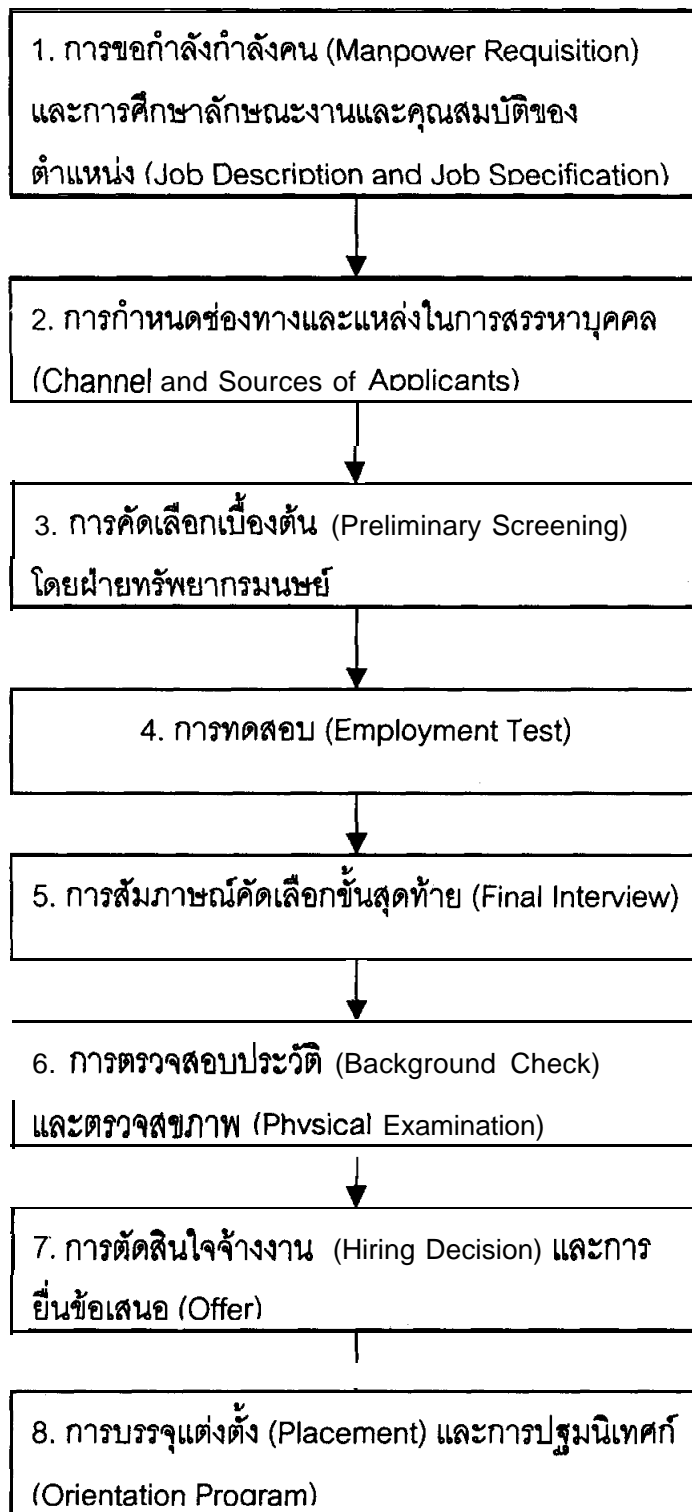 1. การขอกำลังกำลังคน (Manpower Requisition)
และการศึกษาลักษณะงานและคุณสมบัติของ
ตำแหน่ง (Job Description and Job Specification)
2. การกำหนดช่องทางและแหล่งในการสรรหาบุคคล
(Channel and Sources of Applicants)
3. การคัดเลือกเบื้องต้น (Preliminary Screening)
โดยฝ่ายทรัพยากรมนุษย์
4. การทดสอบ (Employment Test)
5. การสัมภาษณ์คัดเลือกขั้นสุดท้าย (Final Interview)
6. การตรวจสอบประวัติ (Background Check)
และตรวจสุขภาพ (Physical Examination)
7. การตัดสินใจจ้างงาน (Hiring Decision) และการ
ยื่นข้อเสนอ (Offer)
8. การบรรจุแต่งตั้ง (Placement) และการปฐมนิเทศก์
(Orientation Program)